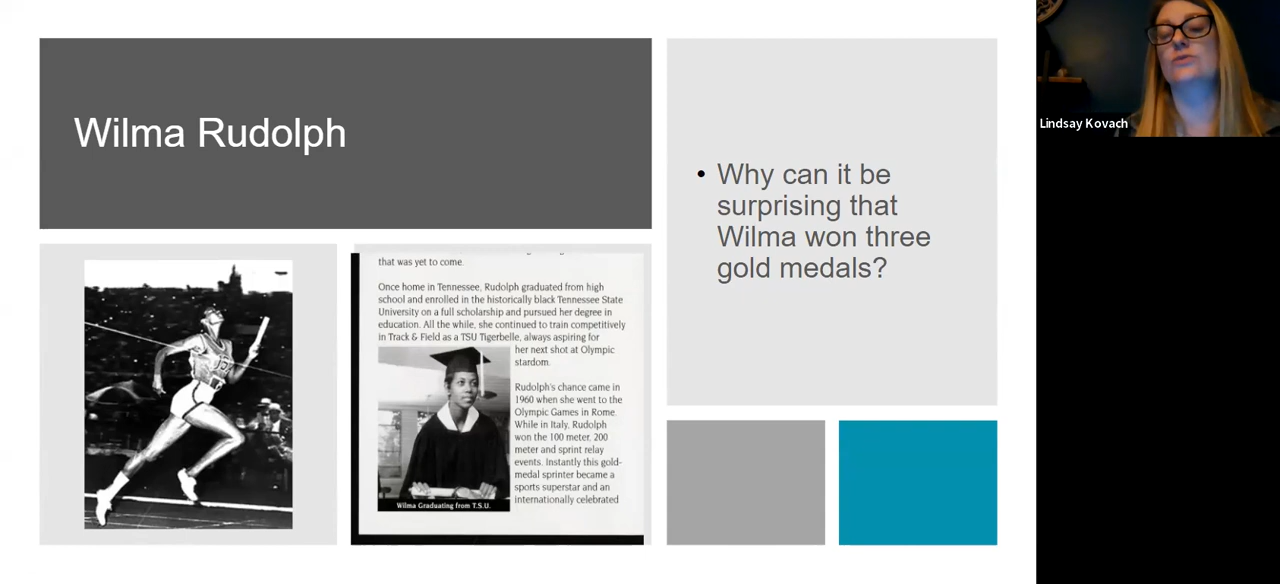 Wilma Rudolph
that was yet to come.
Once home in Tennessee, Rudolph graduated from high
school and enrolled in the historically black Tennessee State
University on a full scholarship and pursued her degree in
education. All the while, she continued to train competitively
in Track & Field as a TSU Tigerbelle, always aspiring for
her next shot at Olympic
stardom.
Rudolph's chance came in
1960 when she went to the
Olympic Games in Rome.
While in Italy, Rudolph
won the 100 meter, 200
meter and sprint relay
events. Instantly this gold-
medal sprinter became a
sports superstar and an
internationally celebrated
Wilma Graduating from T.S.U.
• Why can it be
surprising that
Wilma won three
gold medals?
Lindsay Kovach